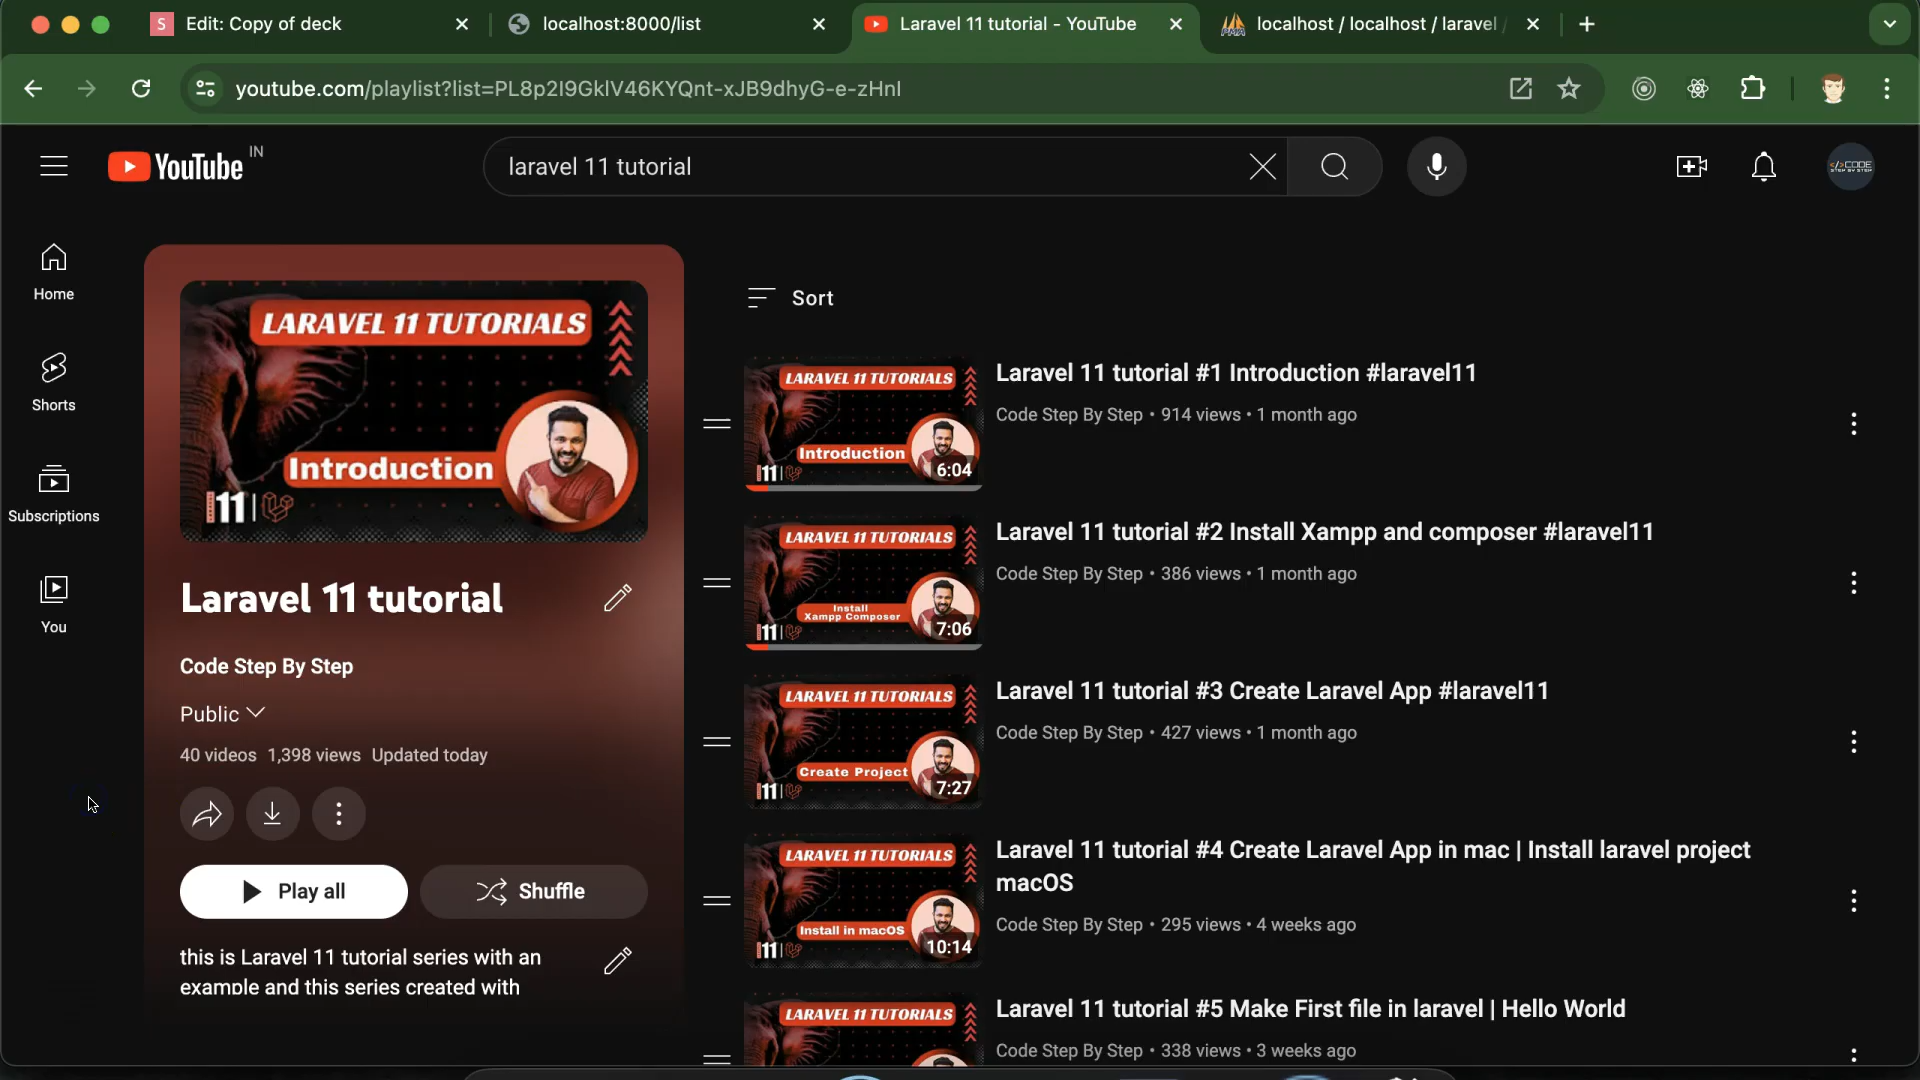 S Edit: Copy of deck
localhost:8000/list
Laravel 11 tutorial - YouTube
localhost / localhost / laravel /
youtube.com/playlist?list=PL8p2I9GklV46KYQnt-xJB9dhyG-e-zHnI
YouTube IN
laravel 11 tutorial
</>CODE
STEP BY STEP
Home
Shorts
Subscriptions
You
LARAVEL 11 TUTORIALS
Introduction
11
Laravel 11 tutorial
Code Step By Step
Public
40 videos 1,398 views Updated today
Play all
Shuffle
this is Laravel 11 tutorial series with an
example and this series created with
Sort
LARAVEL 11 TUTORIALS
Introduction
11
6:04
Laravel 11 tutorial #1 Introduction #laravel11
Code Step By Step • 914 views • 1 month ago
LARAVEL 11 TUTORIALS
Install
Xampp Composer
11
7:06
Laravel 11 tutorial #2 Install Xampp and composer #laravel11
Code Step By Step • 386 views • 1 month ago
LARAVEL 11 TUTORIALS
Create Project
11
7:27
Laravel 11 tutorial #3 Create Laravel App #laravel11
Code Step By Step • 427 views • 1 month ago
LARAVEL 11 TUTORIALS
Install in macOS
11
10:14
Laravel 11 tutorial #4 Create Laravel App in mac | Install laravel project
macOS
Code Step By Step • 295 views • 4 weeks ago
LARAVEL 11 TUTORIALS
Laravel 11 tutorial #5 Make First file in laravel | Hello World
Code Step By Step • 338 views • 3 weeks ago